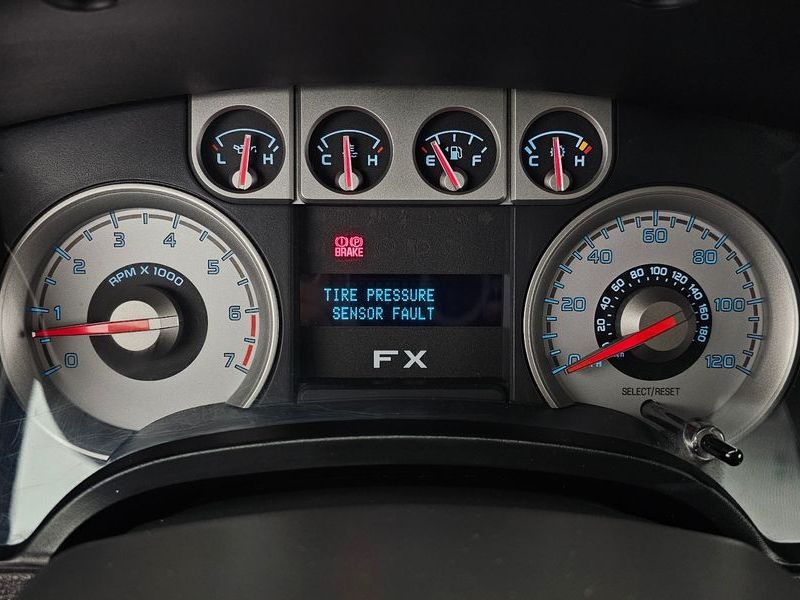 L H
C H
E F
C H
BRAKE
TIRE PRESSURE
SENSOR FAULT
FX
0
1
2
3
4
5
6
7
RPM X 1000
0
20
40
60
80
100
120
20
40
60
80
100
120
140
160
180
SELECT/RESET